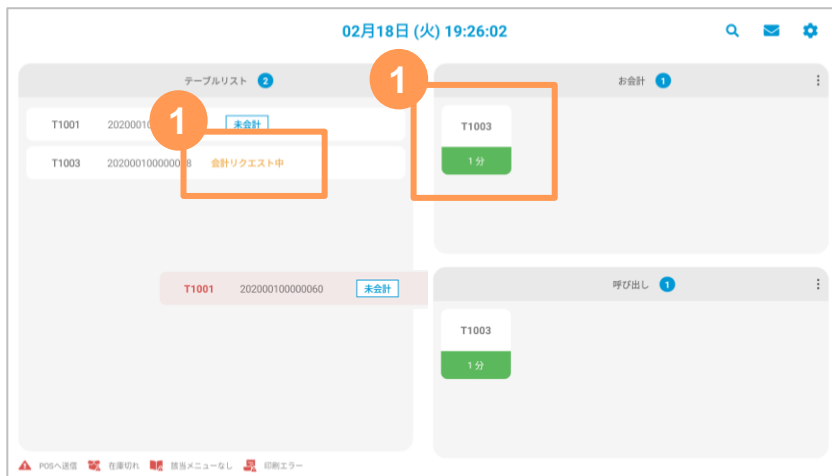 02月18日 (火) 19:26:02
テーブルリスト 2
1
お会計 1
T1001 20200010 1 未会計
T1003 会計リクエスト中
T1003
1 分
T1001 202000100000060 未会計
呼び出し 1
T1003
1 分
POSへ送信 在庫切れ 該当メニューなし 印刷エラー